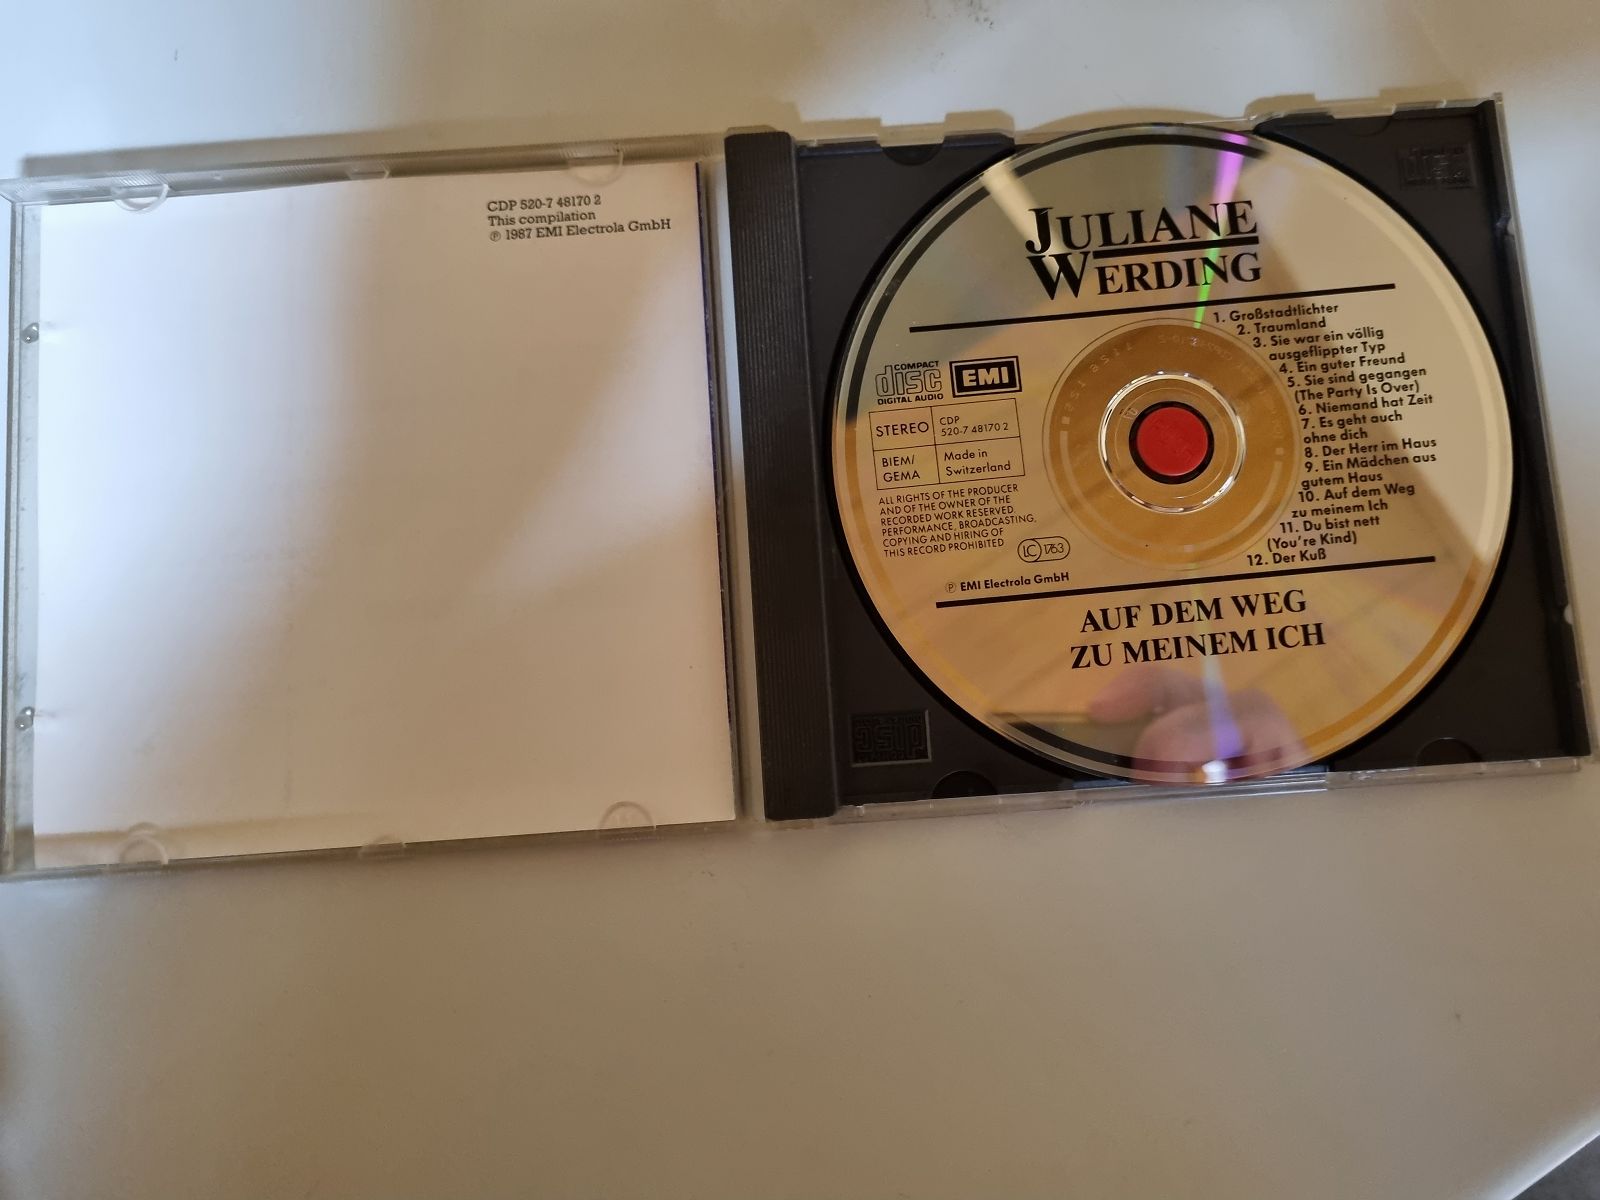 CDP 520-7 48170 2
This compilation
℗ 1987 EMI Electrola GmbH
JULIANE
WERDING
1. Großstadtlichter
2. Traumland
3. Sie war ein völlig
ausgeflippter Typ
4. Ein guter Freund
5. Sie sind gegangen
(The Party Is Over)
6. Niemand hat Zeit
7. Es geht auch
ohne dich
8. Der Herr im Haus
9. Ein Mädchen aus
gutem Haus
10. Auf dem Weg
zu meinem Ich
11. Du bist nett
(You're Kind)
12. Der Kuß
COMPACT
disc
DIGITAL AUDIO
EMI
STEREO
CDP
520-7 48170 2
BIEM/
GEMA
Made in
Switzerland
ALL RIGHTS OF THE PRODUCER
AND OF THE OWNER OF THE
RECORDED WORK RESERVED.
PERFORMANCE, BROADCASTING,
COPYING AND HIRING OF
THIS RECORD PROHIBITED
LC 1763
℗ EMI Electrola GmbH
AUF DEM WEG
ZU MEINEM ICH
disc
disc